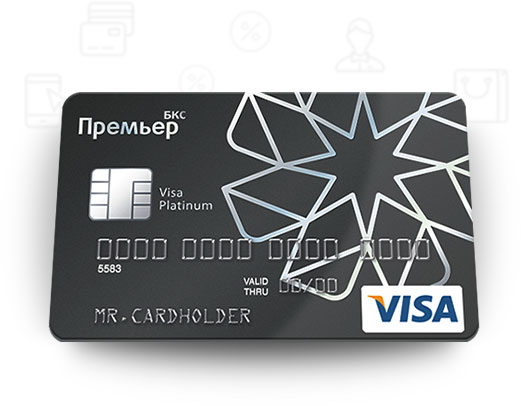 БКС
Премьер
Visa
Platinum
0000 0000 0000 0000
5583
VALID
THRU 00/00
MR.CARDHOLDER
VISA